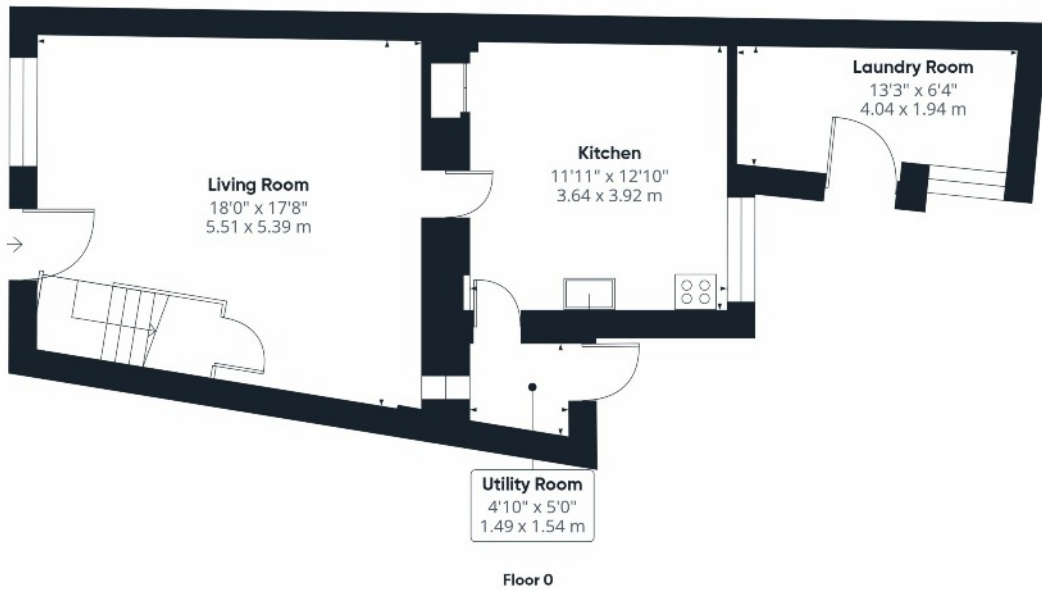 Living Room
18'0" x 17'8"
5.51 x 5.39 m
Kitchen
11'11" x 12'10"
3.64 x 3.92 m
Laundry Room
13'3" x 6'4"
4.04 x 1.94 m
Utility Room
4'10" x 5'0"
1.49 x 1.54 m
Floor 0